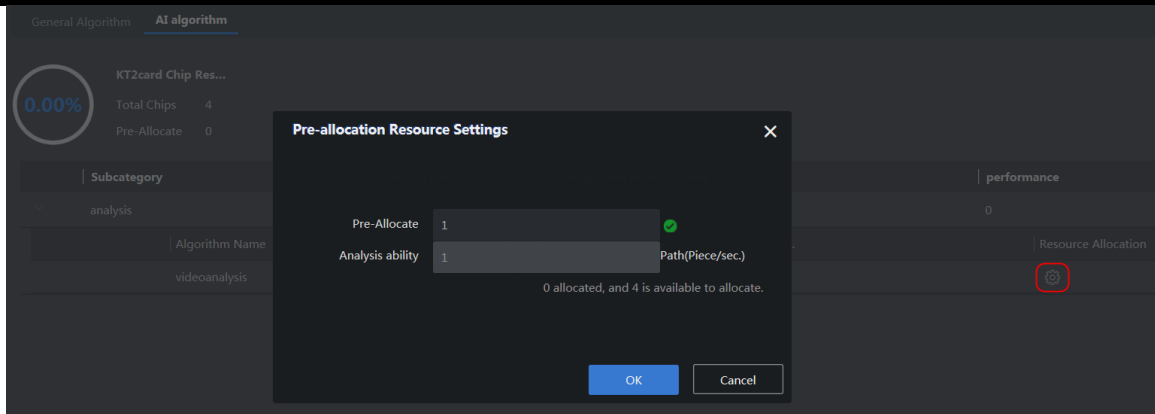 General Algorithm AI algorithm
KT2card Chip Res...
0.00%
Total Chips 4
Pre-Allocate 0
Pre-allocation Resource Settings
Subcategory performance
analysis 0
Pre-Allocate 1
Algorithm Name Resource Allocation
Analysis ability 1 Path(Piece/sec.)
videoanalysis
0 allocated, and 4 is available to allocate.
OK Cancel